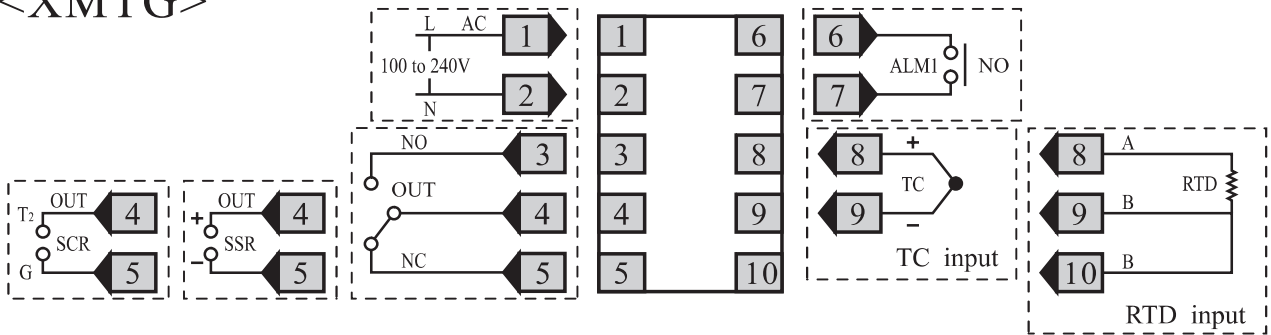 <XMTG>
L AC 1
100 to 240V
N 2
1 6
2 7
3 8
4 9
5 10
6
ALM1 NO
7
T2 OUT 4
SCR
G 5
OUT 4
+
SSR
−
5
NO 3
OUT
4
NC 5
8 +
TC
9 −
TC input
8 A
RTD
9 B
10 B
RTD input